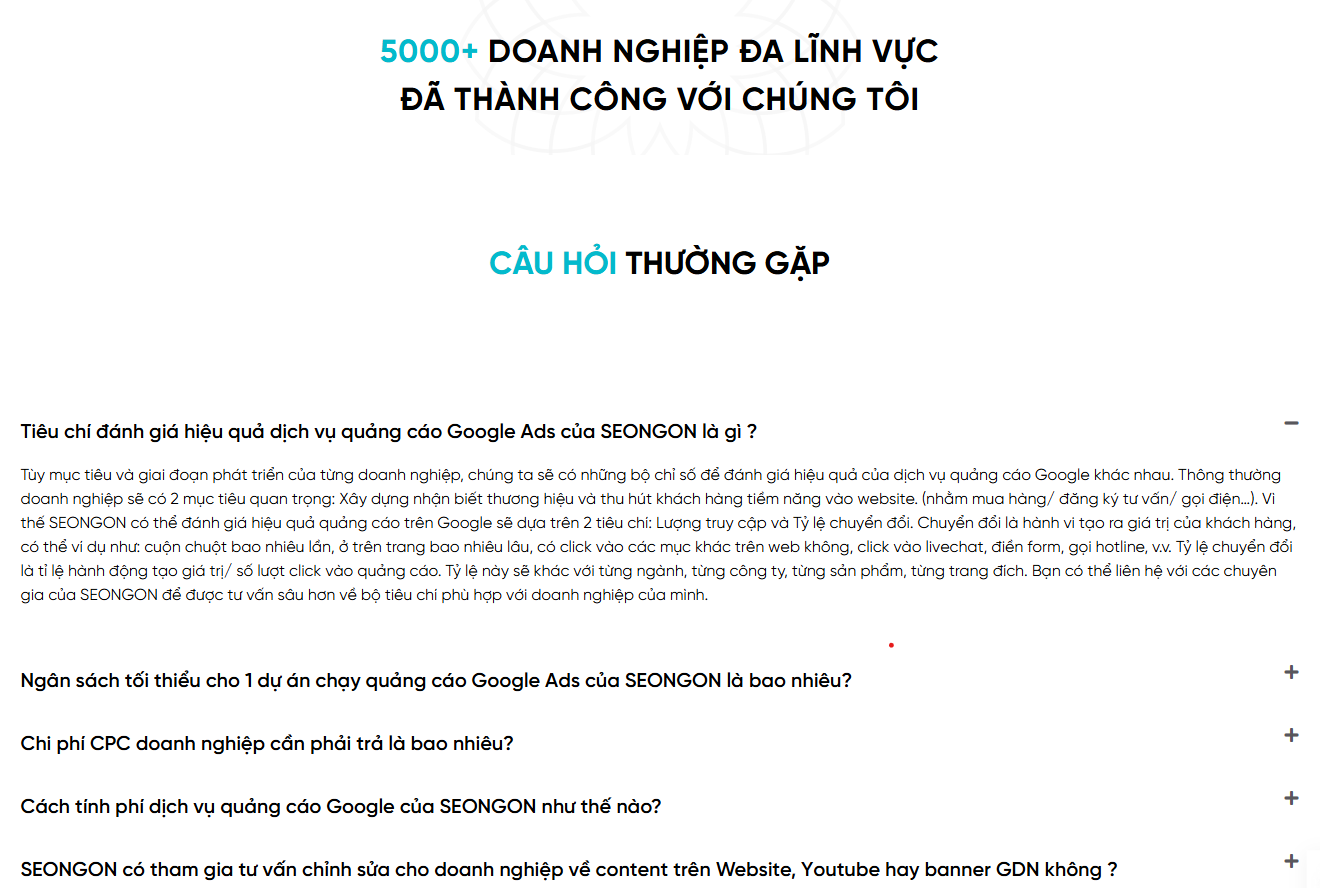 5000+ DOANH NGHIỆP ĐA LĨNH VỰC
ĐÃ THÀNH CÔNG VỚI CHÚNG TÔI
CÂU HỎI THƯỜNG GẶP
Tiêu chí đánh giá hiệu quả dịch vụ quảng cáo Google Ads của SEONGON là gì ?
Tùy mục tiêu và giai đoạn phát triển của từng doanh nghiệp, chúng ta sẽ có những bộ chỉ số để đánh giá hiệu quả của dịch vụ quảng cáo Google khác nhau. Thông thường
doanh nghiệp sẽ có 2 mục tiêu quan trọng: Xây dựng nhận biết thương hiệu và thu hút khách hàng tiềm năng vào website. (nhằm mua hàng/ đăng ký tư vấn/ gọi điện...). Vì
thế SEONGON có thể đánh giá hiệu quả quảng cáo trên Google sẽ dựa trên 2 tiêu chí: Lượng truy cập và Tỷ lệ chuyển đổi. Chuyển đổi là hành vi tạo ra giá trị của khách hàng,
có thể ví dụ như: cuộn chuột bao nhiêu lần, ở trên trang bao nhiêu lâu, có click vào các mục khác trên web không, click vào livechat, điền form, gọi hotline, v.v. Tỷ lệ chuyển đổi
là tỉ lệ hành động tạo giá trị/ số lượt click vào quảng cáo. Tỷ lệ này sẽ khác với từng ngành, từng công ty, từng sản phẩm, từng trang đích. Bạn có thể liên hệ với các chuyên
gia của SEONGON để được tư vấn sâu hơn về bộ tiêu chí phù hợp với doanh nghiệp của mình.
Ngân sách tối thiểu cho 1 dự án chạy quảng cáo Google Ads của SEONGON là bao nhiêu?
Chi phí CPC doanh nghiệp cần phải trả là bao nhiêu?
Cách tính phí dịch vụ quảng cáo Google của SEONGON như thế nào?
SEONGON có tham gia tư vấn chỉnh sửa cho doanh nghiệp về content trên Website, Youtube hay banner GDN không ?